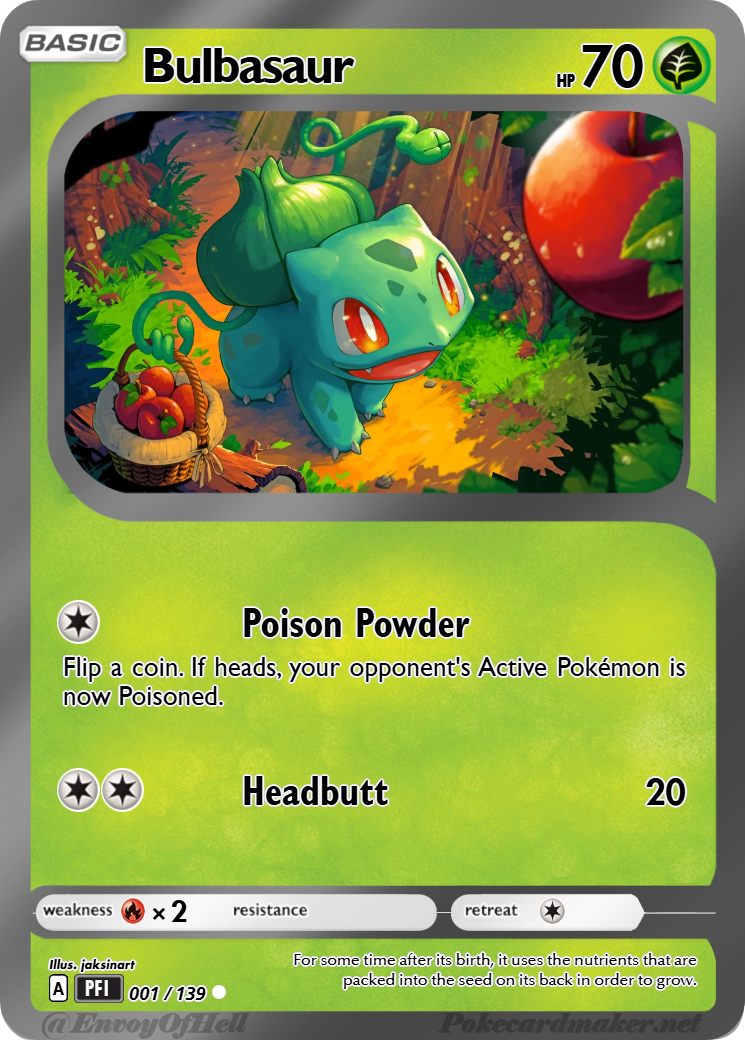 BASIC
Bulbasaur
HP 70
Poison Powder
Flip a coin. If heads, your opponent's Active Pokémon is
now Poisoned.
Headbutt 20
weakness × 2 resistance retreat
Illus. jaksinart
For some time after its birth, it uses the nutrients that are
packed into the seed on its back in order to grow.
A PFI 001 / 139
@EnvoyOfHell Pokecardmaker.net